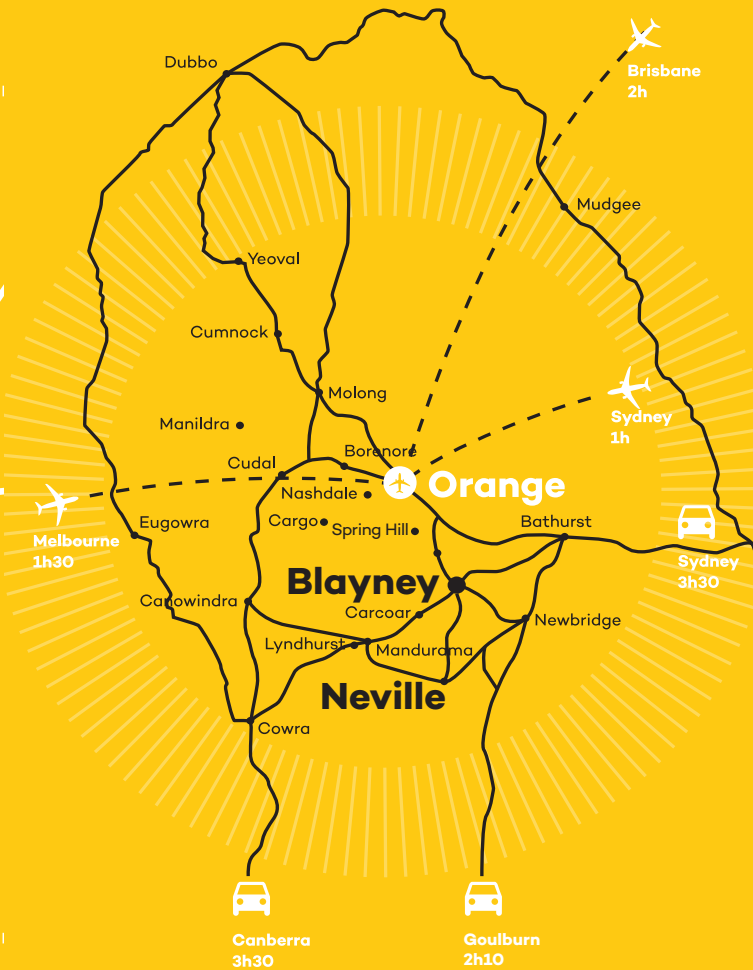 Dubbo
Brisbane
2h
Mudgee
Yeoval
Cumnock
Molong
Sydney
1h
Manildra
Borenore
Cudal
Orange
Nashdale
Cargo
Spring Hill
Bathurst
Eugowra
Melbourne
1h30
Sydney
3h30
Blayney
Canowindra
Carcoar
Newbridge
Lyndhurst
Mandurama
Neville
Cowra
Canberra
3h30
Goulburn
2h10